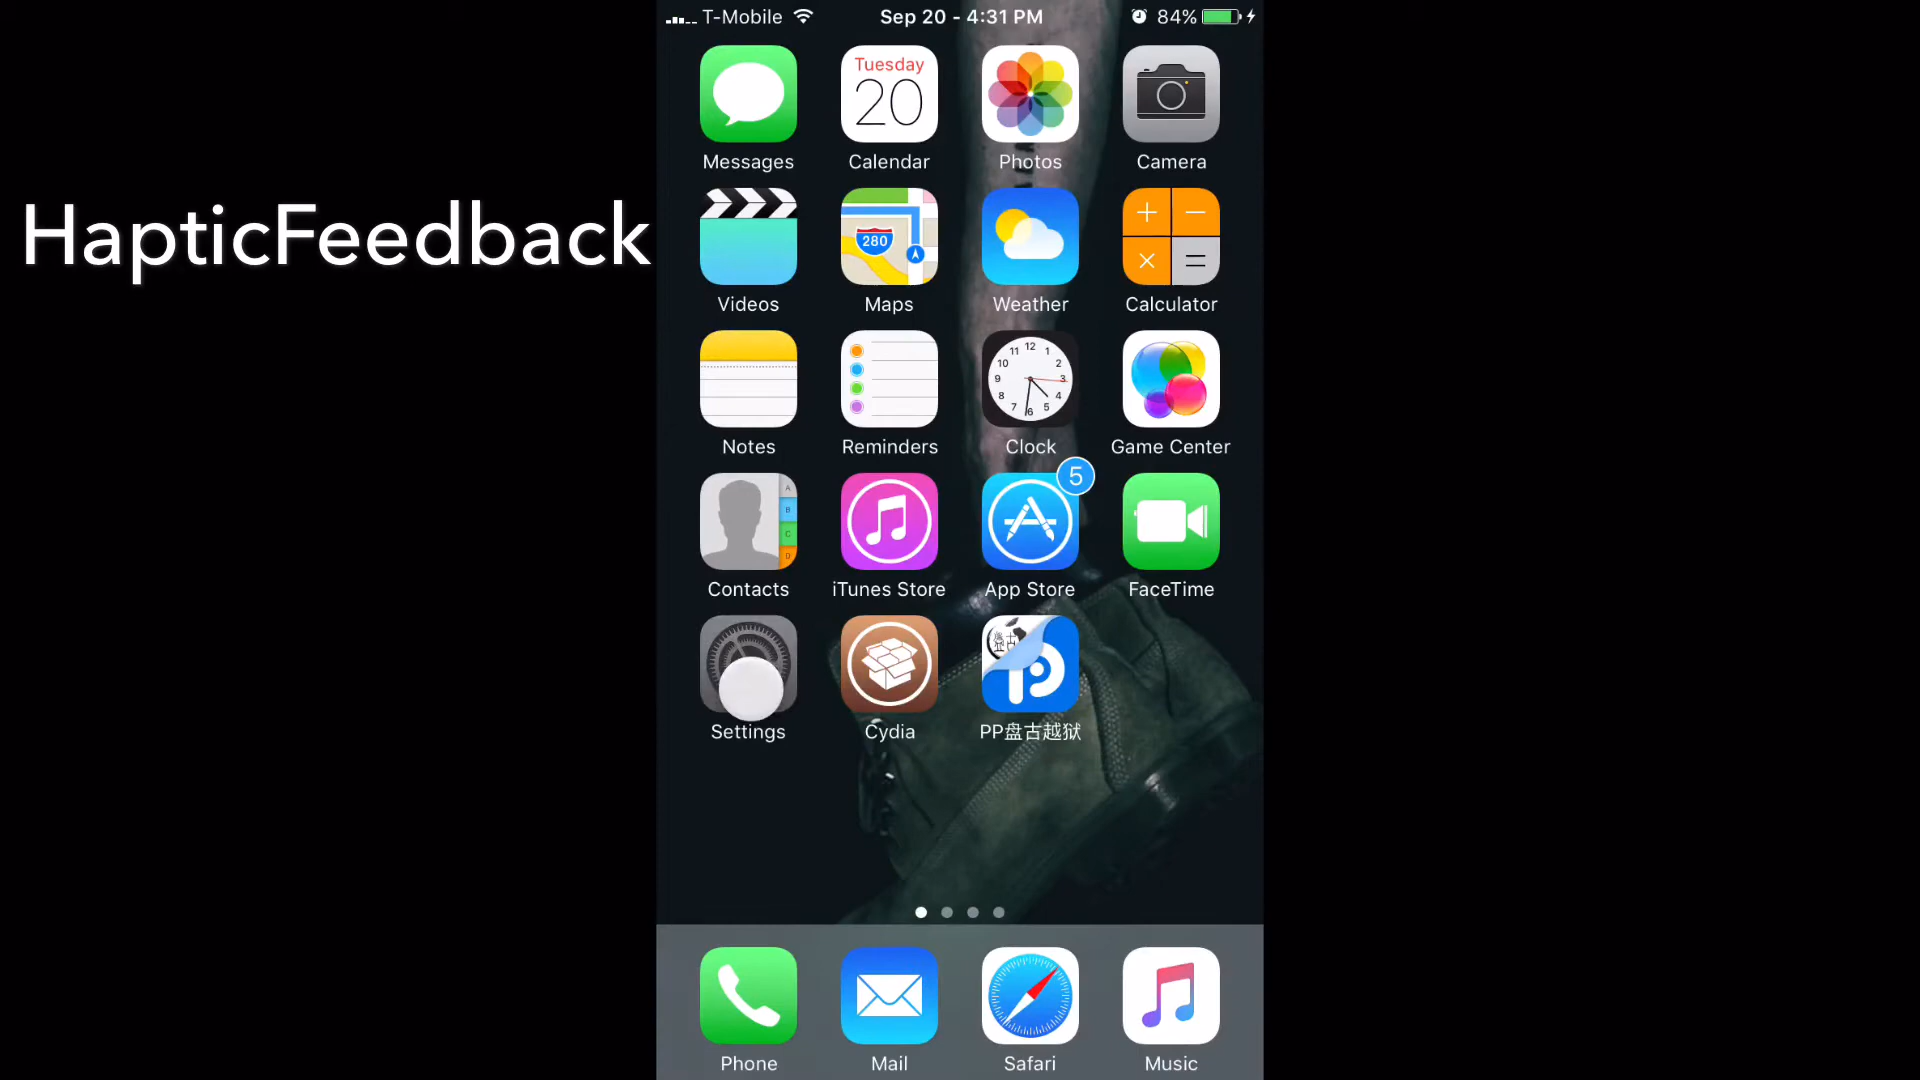 T-Mobile Sep 20 - 4:31 PM 84%
HapticFeedback
Tuesday
20
Messages Calendar Photos Camera
280
Videos Maps Weather Calculator
12
11 1
10 2
9 3
8 4
7 5
6
Notes Reminders Clock Game Center
5
A
B
C
D
Contacts iTunes Store App Store FaceTime
Settings Cydia PP盘古越狱
Phone Mail Safari Music